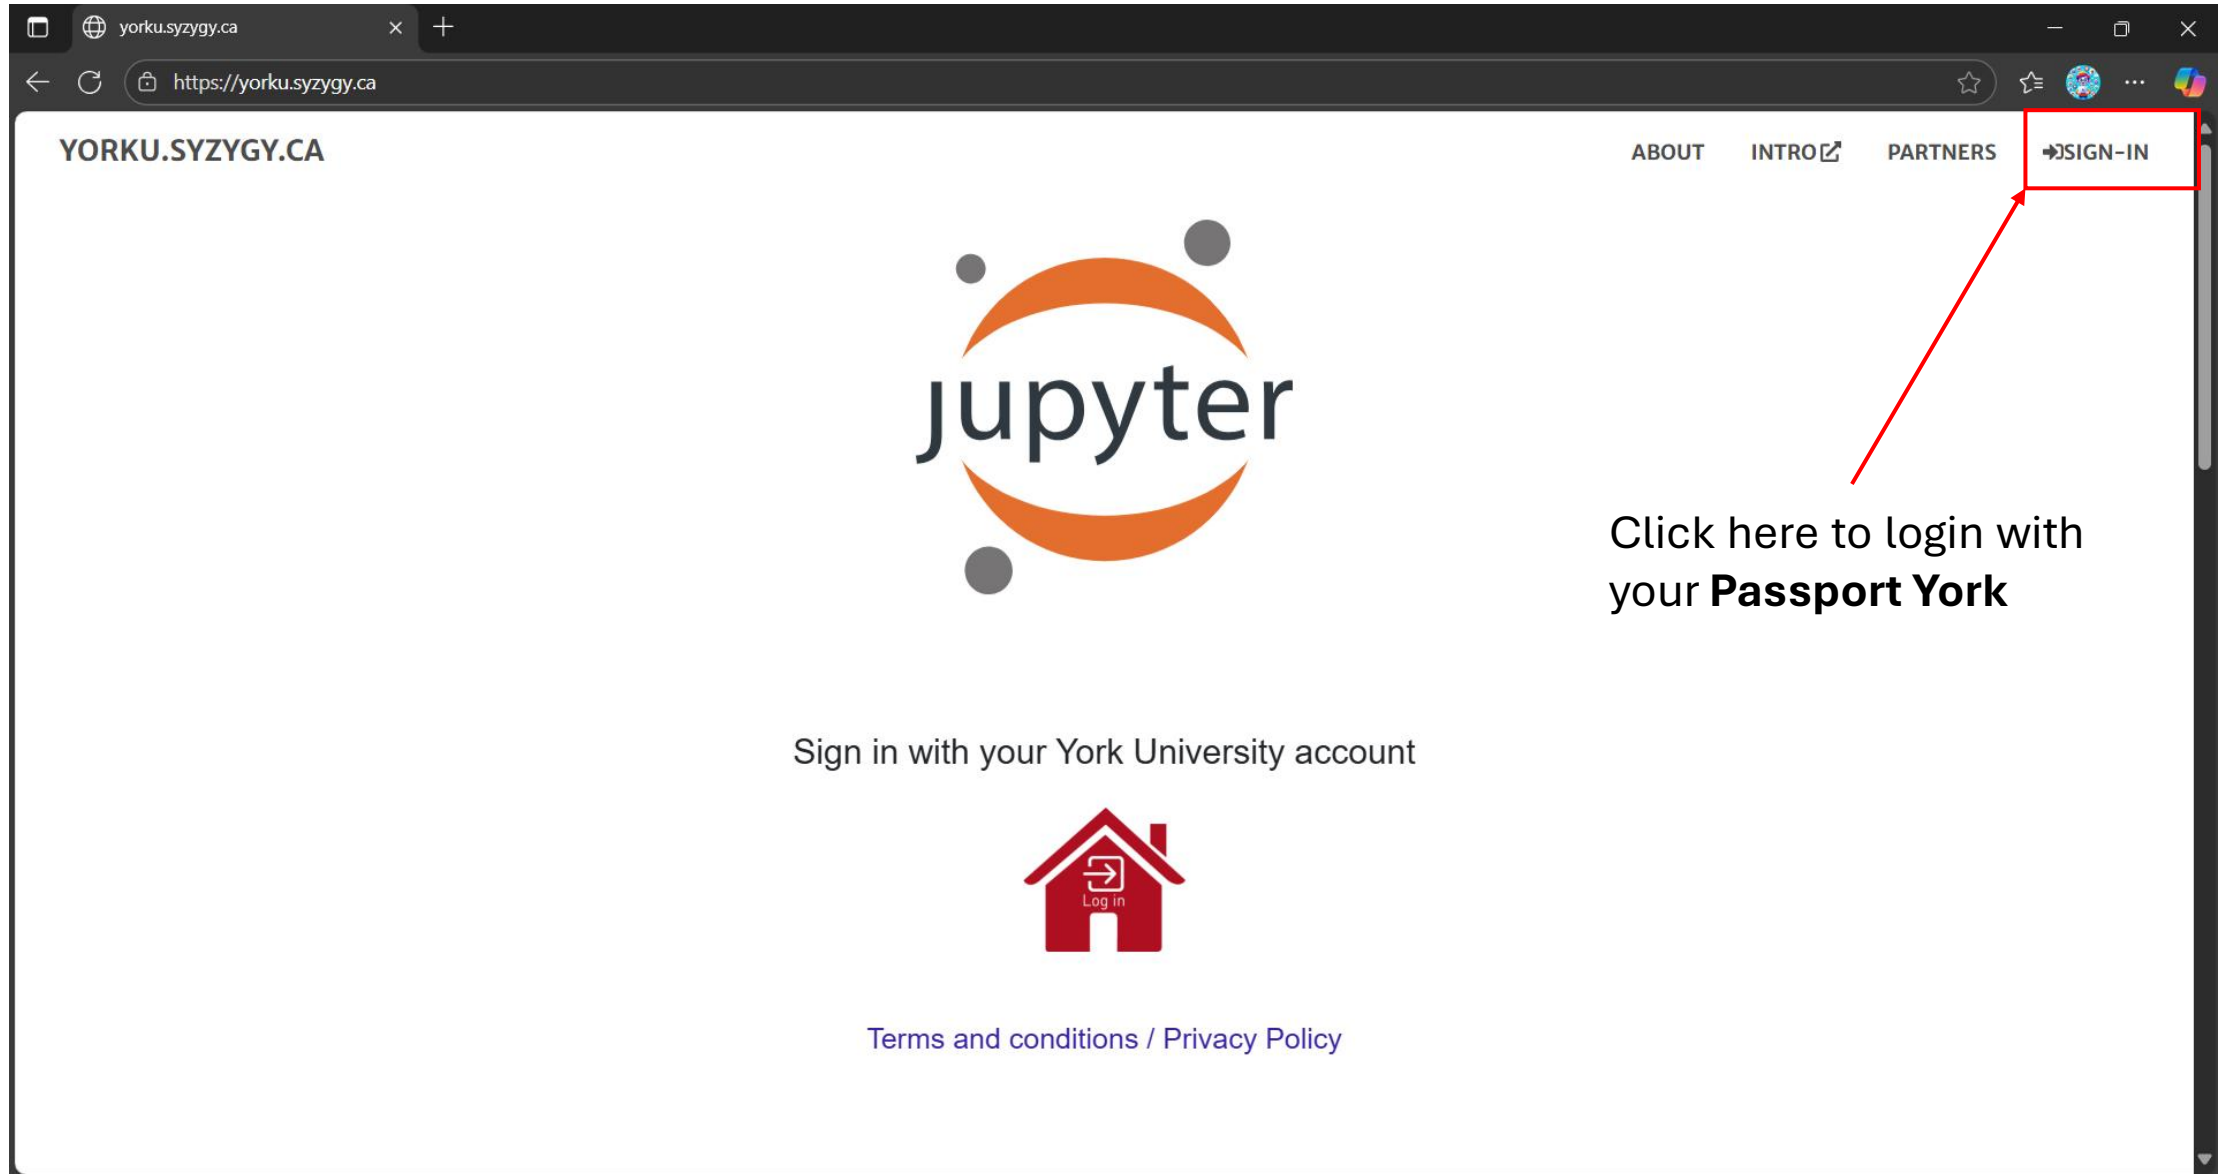 yorku.syzygy.ca
https://yorku.syzygy.ca
YORKU.SYZYGY.CA
ABOUT INTRO PARTNERS SIGN-IN
jupyter
Click here to login with
your Passport York
Sign in with your York University account
Log in
Terms and conditions / Privacy Policy